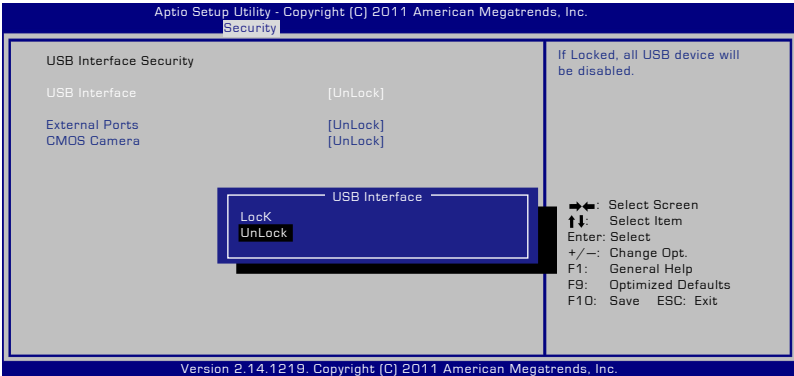 Aptio Setup Utility - Copyright (C) 2011 American Megatrends, Inc.
Security
USB Interface Security
USB Interface [UnLock]
External Ports [UnLock]
CMOS Camera [UnLock]
USB Interface
LocK
UnLock
If Locked, all USB device will
be disabled.
→←: Select Screen
↑↓: Select Item
Enter: Select
+/—: Change Opt.
F1: General Help
F9: Optimized Defaults
F10: Save ESC: Exit
Version 2.14.1219. Copyright (C) 2011 American Megatrends, Inc.